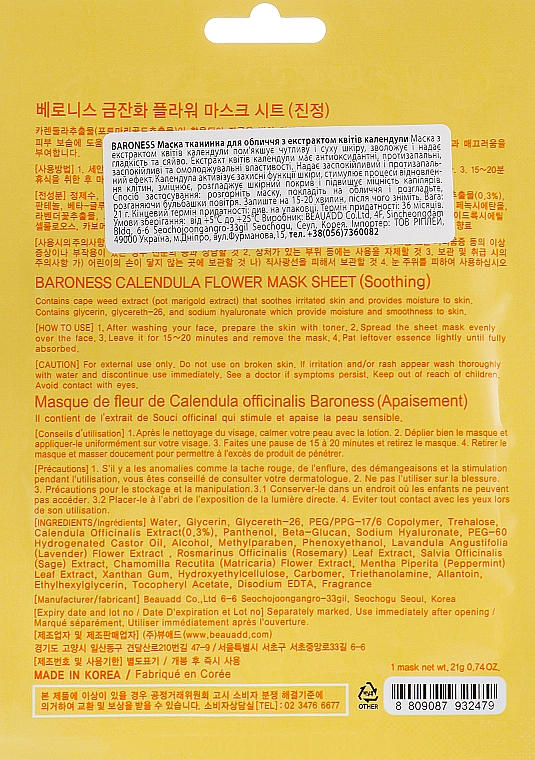 베로니스 금잔화 플라워 마스크 시트 (진정)
BARONESS Маска тканинна для обличчя з екстрактом квітів календули Маска з
екстрактом квітів календули пом'якшує чутливу і суху шкіру, зволожує і надає
гладкість та сяйво. Екстракт квітів календули має антиоксидантні, протизапальні,
заспокійливі та омолоджувальні властивості. Надає заспокійливий та протизапаль-
ний ефект. Календула активізує захисні функції шкіри, стимулює процеси відновлен-
ня клітин, зміцнює, розгладжує шкірний покрив і підвищує міцність капілярів.
Спосіб застосування: розгорніть маску, покладіть на обличчя і розгладьте,
розганяючи бульбашки повітря. Залиште на 15-20 хвилин, після чого зніміть. Вага:
21 г. Кінцевий термін придатності: див. на упаковці. Термін придатності: 36 місяців.
Умови зберігання: від +5°C до +25°C Виробник: BEAUADD Co.Ltd, 4F, Sincheongdam
Bldg, 6-6 Seochojoongangro-33gil Seochogu, Сеул, Корея. Імпортер: ТОВ РІПЛЕЙ,
49000 Україна, м.Дніпро, вул.Фурманова,15, тел. +38(056)7360082
BARONESS CALENDULA FLOWER MASK SHEET (Soothing)
Contains cape weed extract (pot marigold extract) that soothes irritated skin and provides moisture to skin.
Contains glycerin, glycereth-26, and sodium hyaluronate which provide moisture and smoothness to skin.
[HOW TO USE] 1. After washing your face, prepare the skin with toner. 2, Spread the sheet mask evenly
over the face. 3, Leave it for 15~20 minutes and remove the mask. 4, Pat leftover essence lightly until fully
absorbed.
[CAUTION] For external use only. Do not use on broken skin. If irritation and/or rash appear wash thoroughly
with water and discontinue use immediately. See a doctor if symptoms persist. Keep out of reach of children.
Avoid contact with eyes.
Masque de fleur de Calendula officinalis Baroness (Apaisement)
Il contient de l'extrait de Souci officinal qui stimule et apaise la peau sensible.
[Conseils d'utilisation] 1. Après le nettoyage du visage, calmer votre peau avec la lotion. 2. Déplier bien le masque et
appliquer-le uniformément sur votre visage. 3. Faites une pause de 15 à 20 minutes et retirez le masque. 4. Retirer le
masque et masser doucement pour permettre à l'excès de produit de pénétrer.
[Précautions] 1. S'il y a les anomalies comme la tache rouge, de l'enflure, des démangeaisons et la stimulation
pendant l'utilisation, vous êtes conseillé de consulter votre dermatologue. 2. Ne pas l'utiliser sur la blessure.
3. Précautions pour le stockage et la manipulation.3.1 Conserver-le dans un endroit où les enfants ne peuvent
pas accéder. 3.2 Placer-le à l'abri de l'exposition de la lumière directe. 4. Eviter tout contact avec les yeux lors
de son utilisation.
[INGREDIENTS/Ingrédients] Water, Glycerin, Glycereth-26, PEG/PPG-17/6 Copolymer, Trehalose,
Calendula Officinalis Extract(0,3%), Panthenol, Beta-Glucan, Sodium Hyaluronate, PEG-60
Hydrogenated Castor Oil, Alcohol, Methylparaben, Phenoxyethanol, Lavandula Angustifolia
(Lavender) Flower Extract , Rosmarinus Officinalis (Rosemary) Leaf Extract, Salvia Officinalis
(Sage) Extract, Chamomilla Recutita (Matricaria) Flower Extract, Mentha Piperita (Peppermint)
Leaf Extract, Xanthan Gum, Hydroxyethylcellulose, Carbomer, Triethanolamine, Allantoin,
Ethylhexylglycerin, Tocopheryl Acetate, Disodium EDTA, Fragrance
[Manufacturer/fabricant] Beauadd Co.,Ltd 6-6 Seochojoongangro-33gil, Seochogu Seoul, Korea
[Expiry date and lot no / Date D'expiration et Lot no] Separately marked. Use immediately after opening /
Marqué séparément. Utiliser immédiatement après ouverture.
[제조업자 및 제조판매업자] (주)뷰애드 / www.beauadd.com
경기도 고양시 일산동구 건달산로210번길 47-9 / 서울특별시 서초구 서초중앙로33길 6-6
[제조번호 및 사용기한] 별도표기 / 개봉 후 즉시 사용
MADE IN KOREA / Fabriqué en Corée
1 mask net wt. 21g 0,74 OZ.
본 제품에 이상이 있을 경우 공정거래위원회 고시 소비자 분쟁 해결기준에
의거하여 교환 및 보상을 받을 수 있습니다. 소비자상담실 : 02 3476 6677
OTHER
8 809087 932479